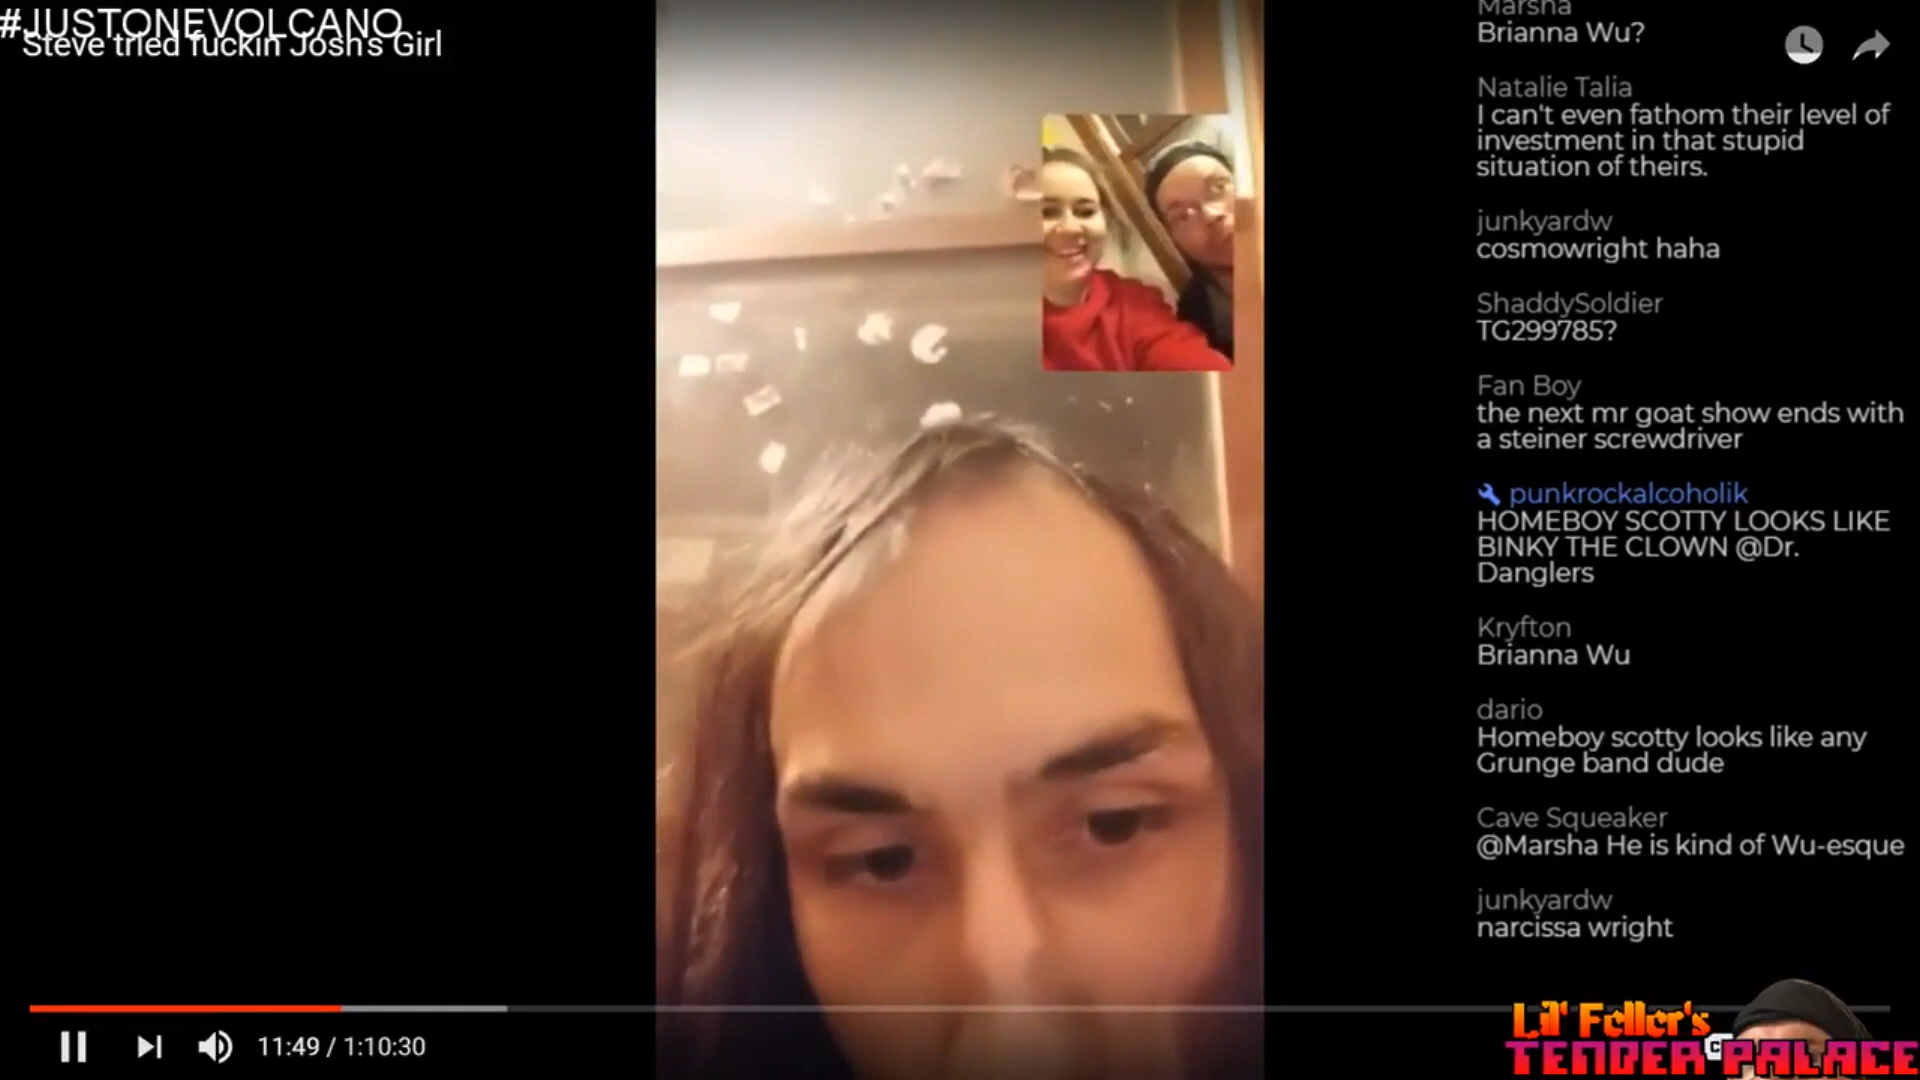 #JUSTONEVOLCANO
Steve tried fuckin Josh's Girl
Marsha
Brianna Wu?
Natalie Talia
I can't even fathom their level of
investment in that stupid
situation of theirs.
junkyardw
cosmowright haha
ShaddySoldier
TG299785?
Fan Boy
the next mr goat show ends with
a steiner screwdriver
punkrockalcoholik
HOMEBOY SCOTTY LOOKS LIKE
BINKY THE CLOWN @Dr.
Danglers
Kryfton
Brianna Wu
dario
Homeboy scotty looks like any
Grunge band dude
Cave Squeaker
@Marsha He is kind of Wu-esque
junkyardw
narcissa wright
11:49 / 1:10:30
Lil' Feller's
TENDER PALACE